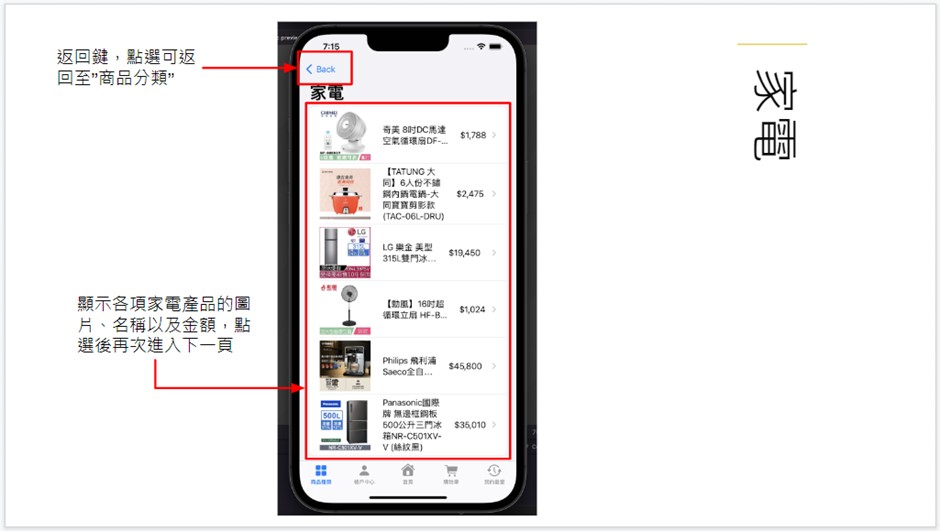 返回鍵，點選可返
回至”商品分類”
7:15
Back
家電
奇美 8吋DC馬達
空氣循環扇DF-...
$1,788
【TATUNG 大
同】6人份不鏽
鋼內鍋電鍋-大
同寶寶剪影款
(TAC-06L-DRU)
$2,475
LG
LG 樂金 美型
315L雙門冰...
$19,450
【勳風】16吋超
循環立扇 HF-B...
$1,024
Philips 飛利浦
Saeco全自...
$45,800
Panasonic
500L
NR-C501XV-V
Panasonic國際
牌 無邊框鋼板
500公升三門冰
箱NR-C501XV-
V (絲紋黑)
$35,010
顯示各項家電產品的圖
片、名稱以及金額，點
選後再次進入下一頁
帳戶中心
首頁
購物車
家電